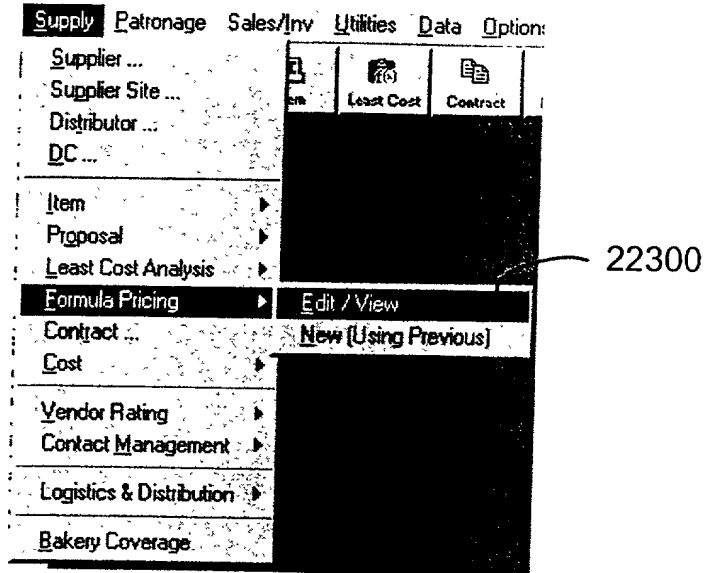 Supply Patronage Sales/Inv Utilities Data Option
Supplier ...
Supplier Site ...
Distributor ...
DC ...
Least Cost Contract
Item
Proposal
Least Cost Analysis
22300
Formula Pricing Edit / View
Contract ... New (Using Previous)
Cost
Vendor Rating
Contact Management
Logistics & Distribution
Bakery Coverage